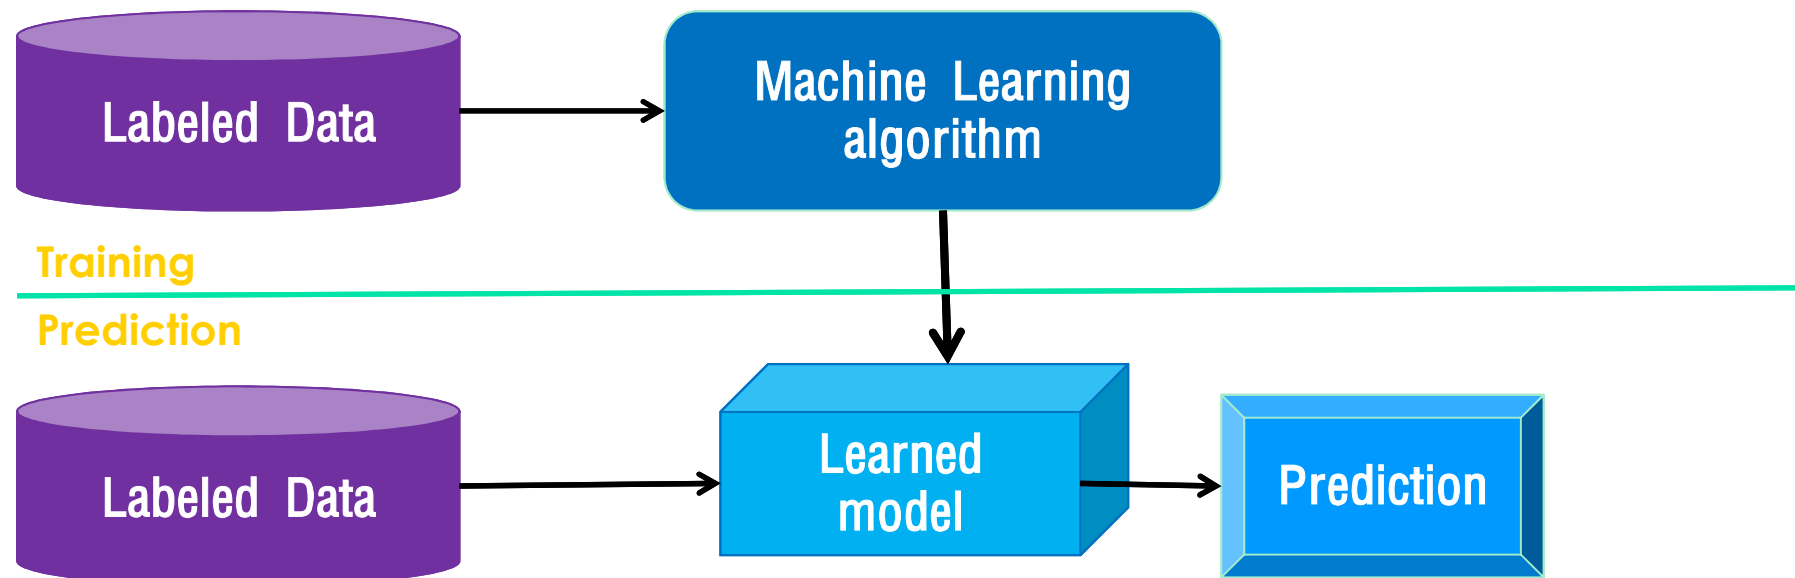 Labeled Data
Machine Learning
algorithm
Training
Prediction
Labeled Data
Learned
model
Prediction